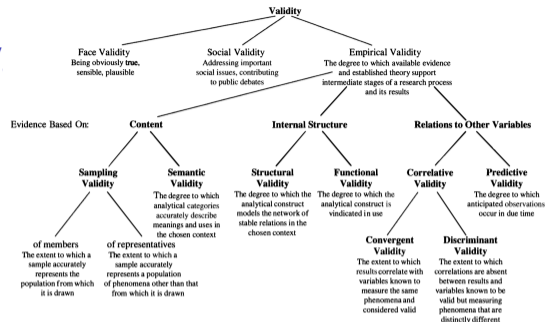 Validity
Face Validity
Being obviously true,
sensible, plausible
Social Validity
Addressing important
social issues, contributing
to public debates
Empirical Validity
The degree to which available evidence
and established theory support
intermediate stages of a research process
and its results
Evidence Based On:
Content
Internal Structure
Relations to Other Variables
Sampling
Validity
Semantic
Validity
The degree to which
analytical categories
accurately describe
meanings and uses in
the chosen context
Structural
Validity
The degree to which the
analytical construct
models the network of
stable relations in the
chosen context
Functional
Validity
The degree to which the
analytical construct is
vindicated in use
Correlative
Validity
Predictive
Validity
The degree to which
anticipated observations
occur in due time
of members
The extent to which a
sample accurately
represents the
population from which
it is drawn
of representatives
The extent to which a
sample accurately
represents a population
of phenomena other than that
from which it is drawn
Convergent
Validity
The extent to which
results correlate with
variables known to
measure the same
phenomena and
considered valid
Discriminant
Validity
The extent to which
correlations are absent
between results and
variables known to be
valid but measuring
phenomena that are
distinctly different